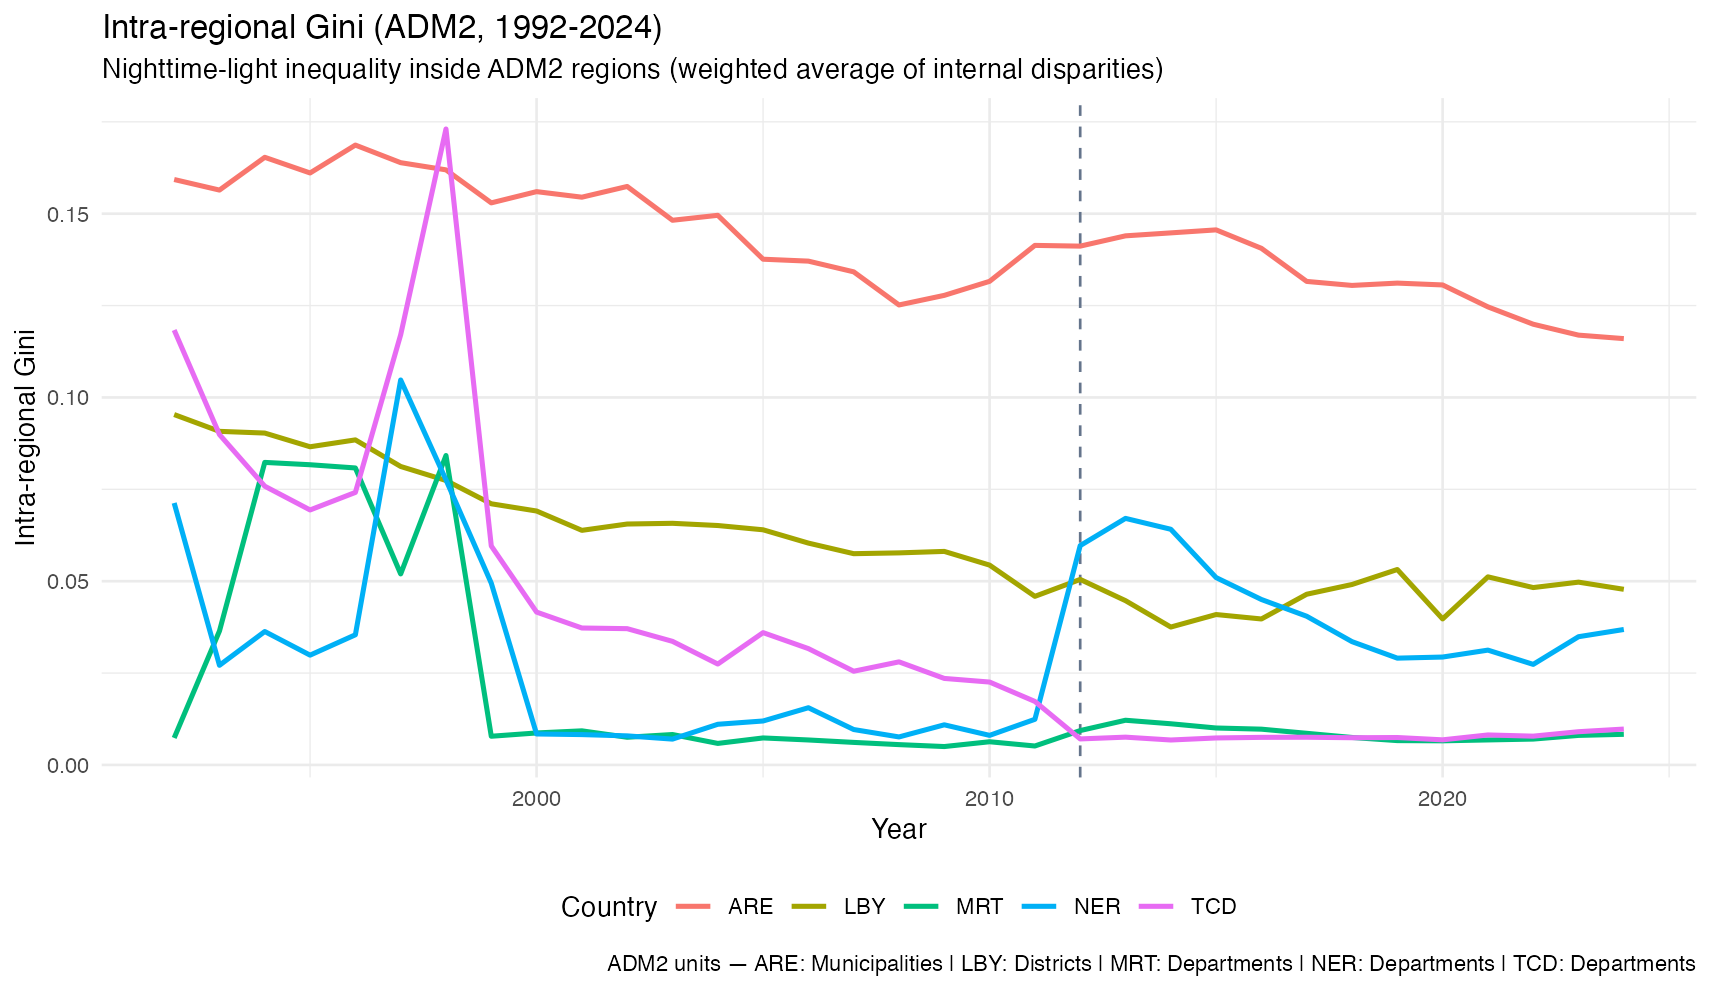 Intra-regional Gini (ADM2, 1992-2024)
Nighttime-light inequality inside ADM2 regions (weighted average of internal disparities)
Intra-regional Gini
0.15
0.10
0.05
0.00
2000 2010 2020
Year
Country ARE LBY MRT NER TCD
ADM2 units — ARE: Municipalities | LBY: Districts | MRT: Departments | NER: Departments | TCD: Departments